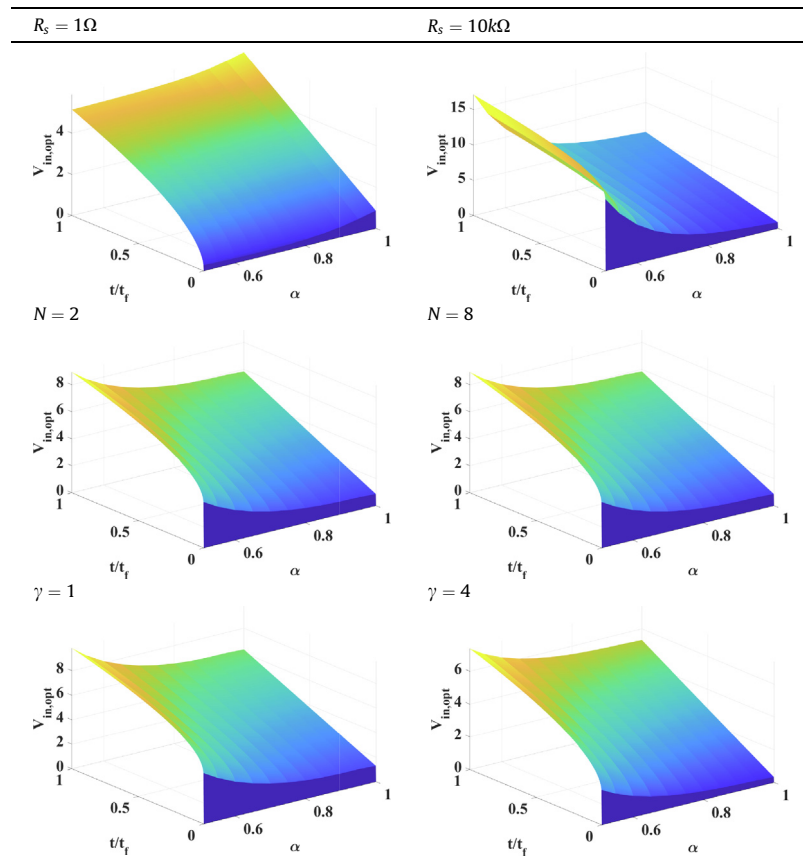 R_s = 1Ω
R_s = 10kΩ
V_in,opt
4
2
0
1
0.5
0
t/t_f
0.6
0.8
1
α
V_in,opt
15
10
5
0
1
0.5
0
t/t_f
0.6
0.8
1
α
N = 2
N = 8
V_in,opt
8
6
4
2
0
1
0.5
0
t/t_f
0.6
0.8
1
α
V_in,opt
8
6
4
2
0
1
0.5
0
t/t_f
0.6
0.8
1
α
γ = 1
γ = 4
V_in,opt
8
6
4
2
0
1
0.5
0
t/t_f
0.6
0.8
1
α
V_in,opt
6
4
2
0
1
0.5
0
t/t_f
0.6
0.8
1
α